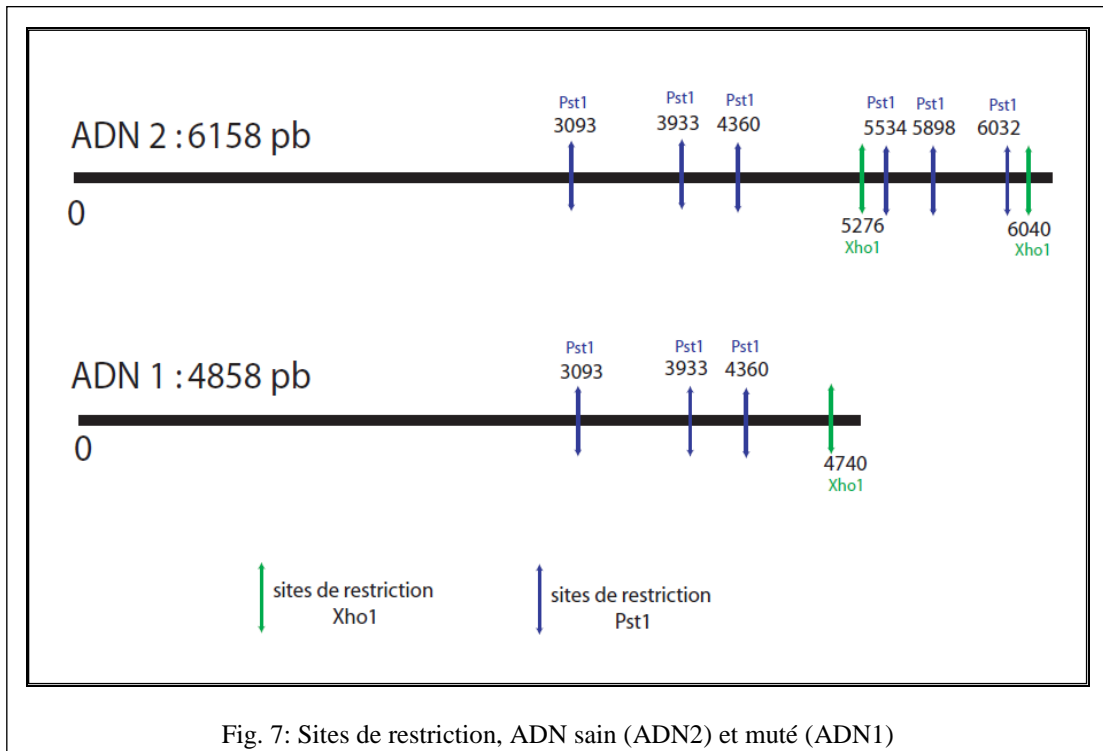 Pst1 Pst1 Pst1 Pst1 Pst1 Pst1
3093 3933 4360 5534 5898 6032
ADN 2 : 6158 pb
0
5276 6040
Xho1 Xho1
Pst1 Pst1 Pst1
3093 3933 4360
ADN 1 : 4858 pb
0
4740
Xho1
sites de restriction
Xho1
sites de restriction
Pst1
Fig. 7: Sites de restriction, ADN sain (ADN2) et muté (ADN1)